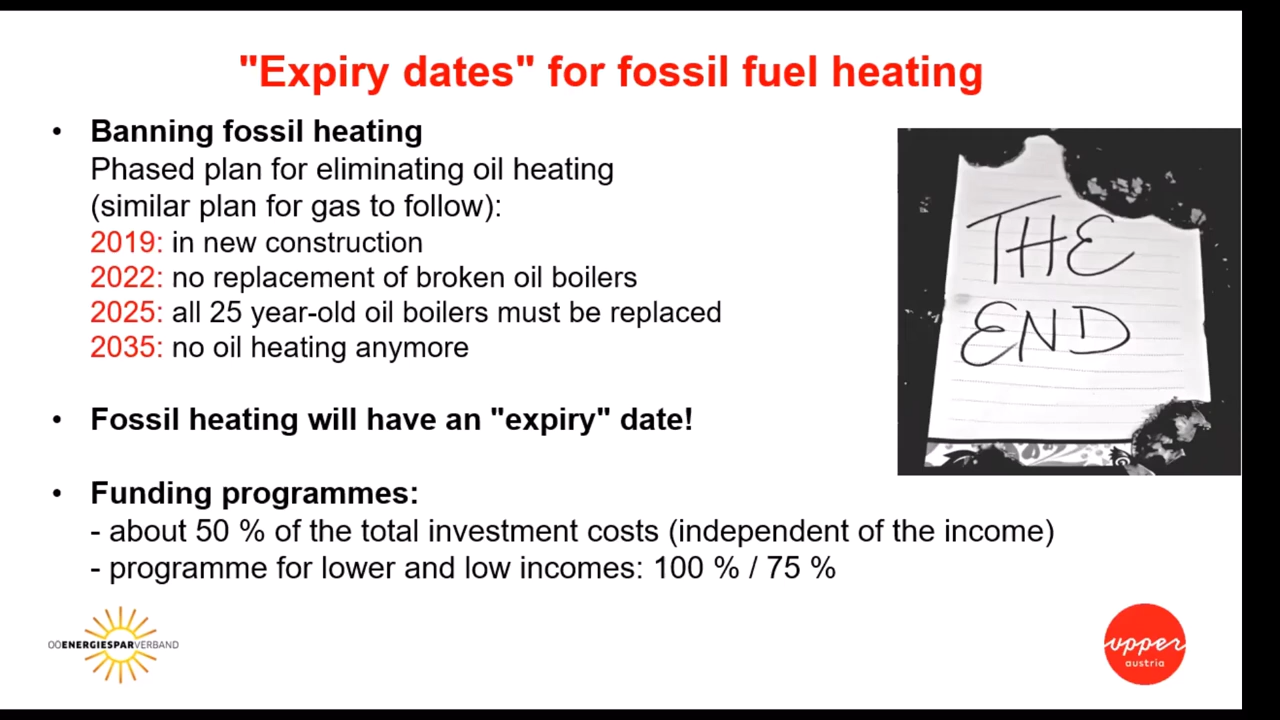 "Expiry dates" for fossil fuel heating
• Banning fossil heating
Phased plan for eliminating oil heating
(similar plan for gas to follow):
2019: in new construction
2022: no replacement of broken oil boilers
2025: all 25 year-old oil boilers must be replaced
2035: no oil heating anymore
• Fossil heating will have an "expiry" date!
• Funding programmes:
- about 50 % of the total investment costs (independent of the income)
- programme for lower and low incomes: 100 % / 75 %
THE
END
OÖENERGIESPARVERBAND
upper
austria